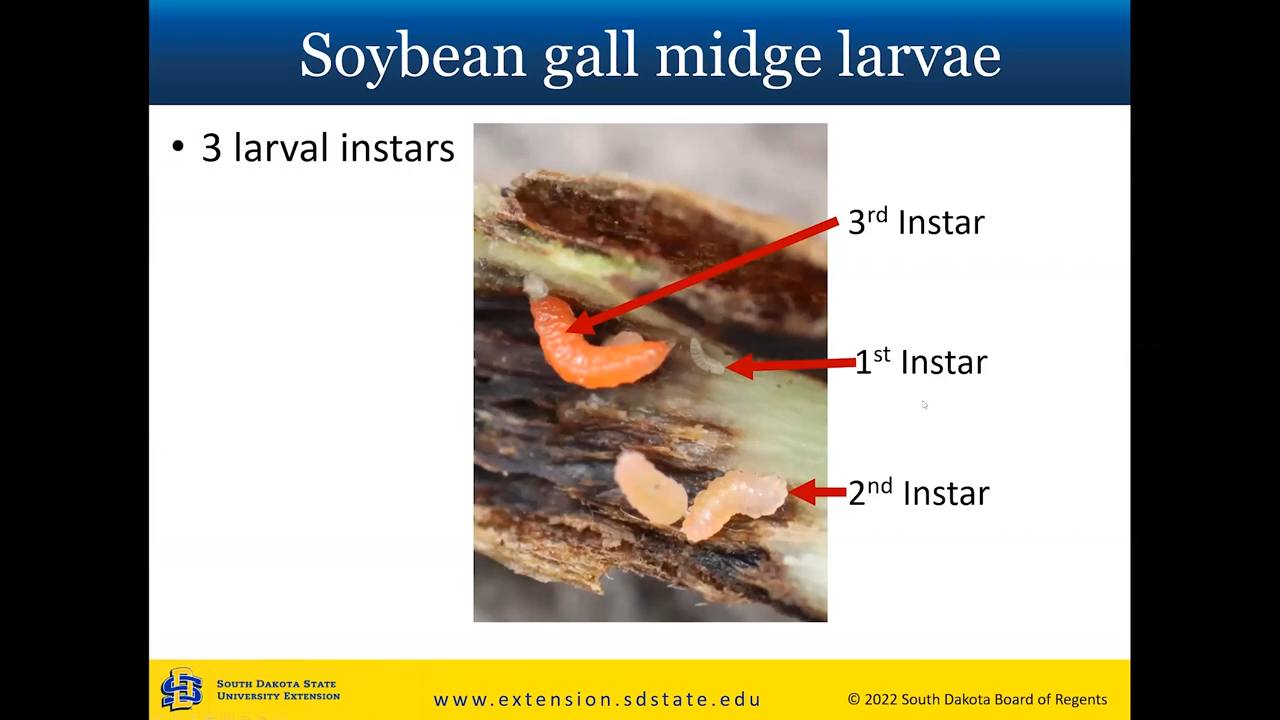 Soybean gall midge larvae
• 3 larval instars
3rd Instar
1st Instar
2nd Instar
SOUTH DAKOTA STATE
UNIVERSITY EXTENSION
www.extension.sdstate.edu
© 2022 South Dakota Board of Regents